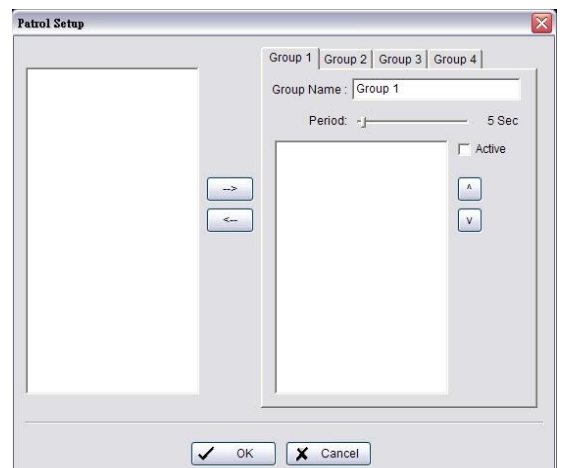 Patrol Setup
Group 1 Group 2 Group 3 Group 4
Group Name : Group 1
Period: 5 Sec
Active
-->
^
<--
v
OK Cancel